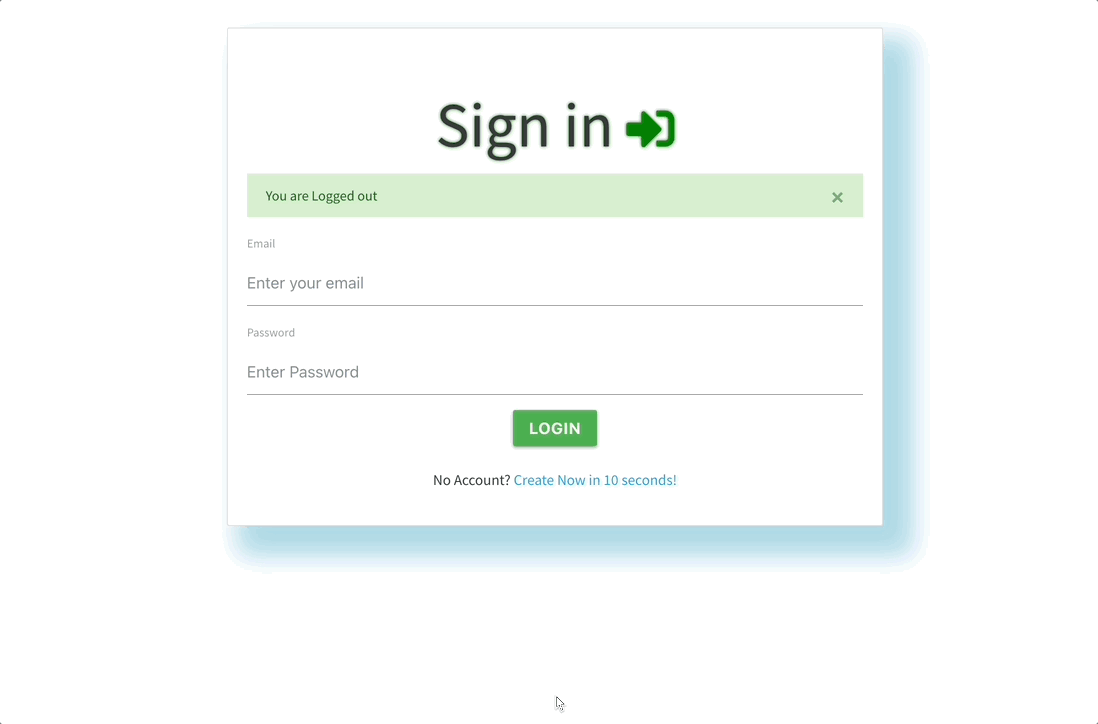 Sign in
You are Logged out ×
Email
Enter your email
Password
Enter Password
LOGIN
No Account? Create Now in 10 seconds!